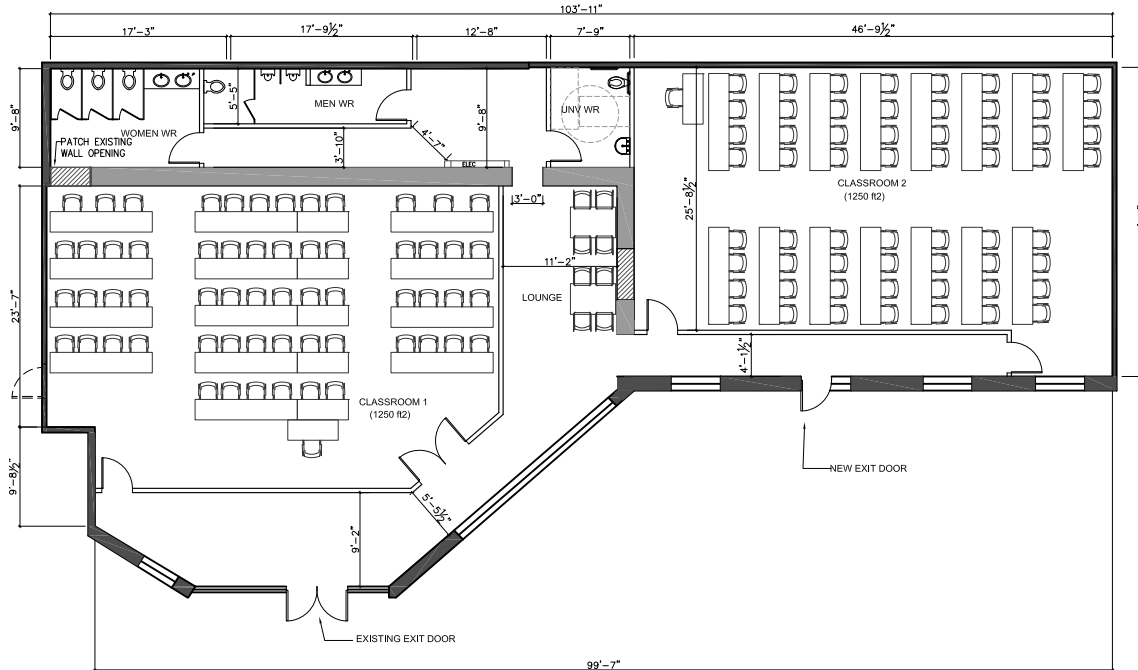 103'-11"
17'-3"
17'-9½"
12'-8"
7'-9"
46'-9½"
9'-8"
5'-5"
MEN WR
UNV WR
WOMEN WR
9'-8"
3'-10"
4'-7"
PATCH EXISTING
WALL OPENING
ELEC
CLASSROOM 2
(1250 ft2)
3'-0"
25'-8½"
11'-2"
LOUNGE
23'-7"
4'-1½"
CLASSROOM 1
(1250 ft2)
NEW EXIT DOOR
9'-8½"
5'-5½"
9'-2"
EXISTING EXIT DOOR
99'-7"